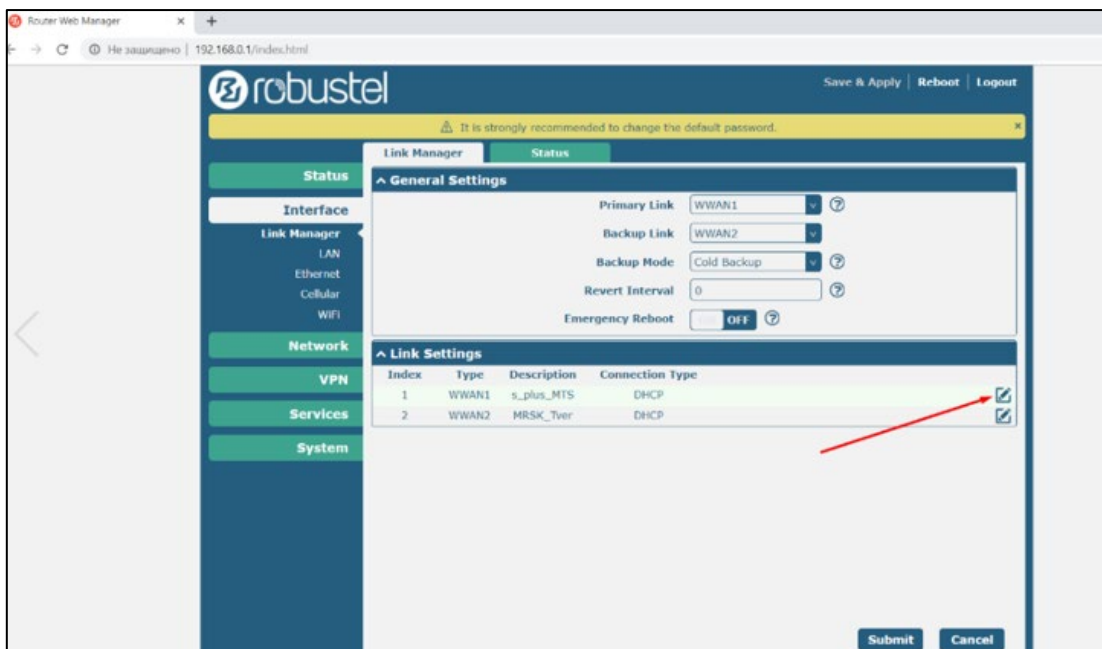 Router Web Manager
Не защищено | 192.168.0.1/index.html
robustel
Save & Apply | Reboot | Logout
It is strongly recommended to change the default password.
Link Manager
Status
Status
Interface
Link Manager
LAN
Ethernet
Cellular
WiFi
Network
VPN
Services
System
General Settings
Primary Link WWAN1
Backup Link WWAN2
Backup Mode Cold Backup
Revert Interval 0
Emergency Reboot OFF
Link Settings
Index Type Description Connection Type
1 WWAN1 s_plus_MTS DHCP
2 WWAN2 MRSK_Tver DHCP
Submit Cancel